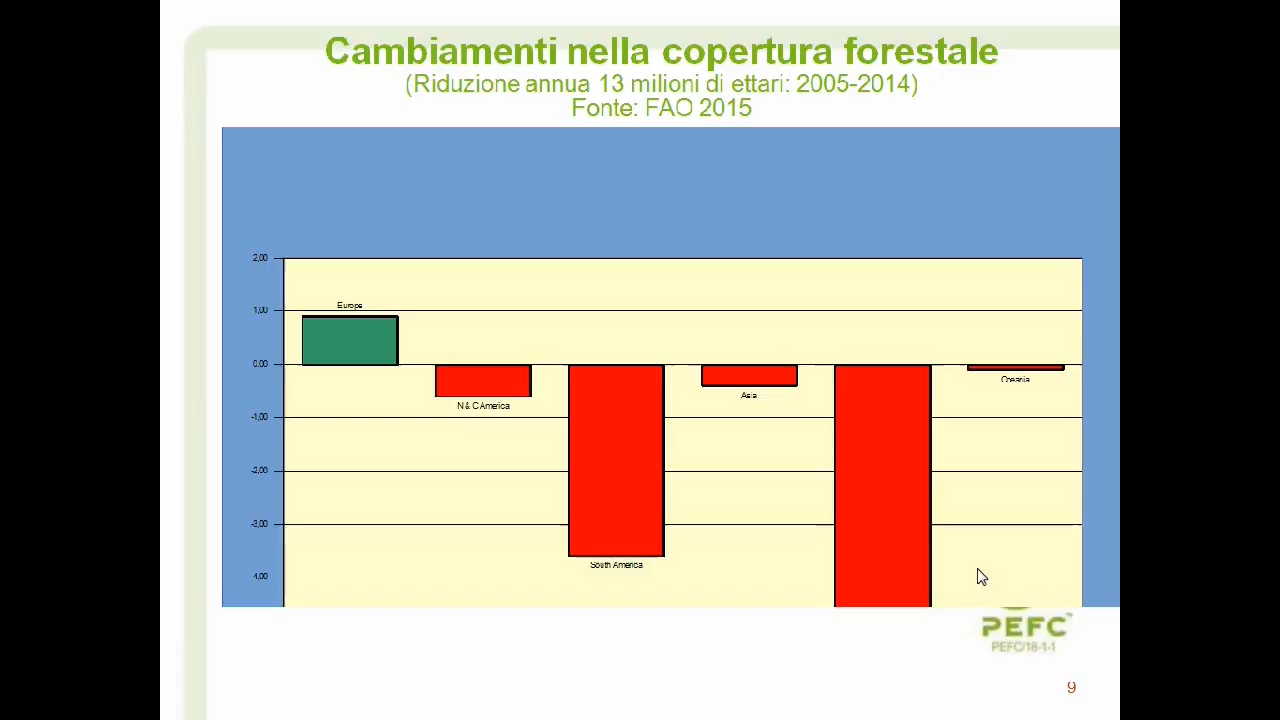 Cambiamenti nella copertura forestale
(Riduzione annua 13 milioni di ettari: 2005-2014)
Fonte: FAO 2015
2,00
Europe
1,00
0,00
Oceania
Asia
N & C America
-1,00
-2,00
-3,00
South America
4,00
PEFC™
PEFC/18-1-1
9